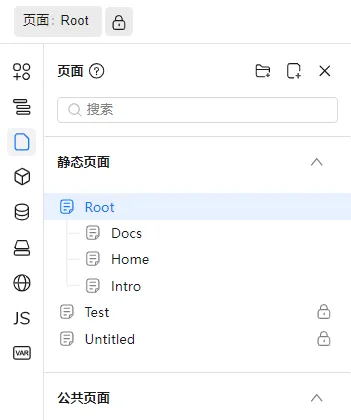 页面: Root
页面
搜索
静态页面
Root
Docs
Home
Intro
Test
Untitled
JS
VAR
公共页面